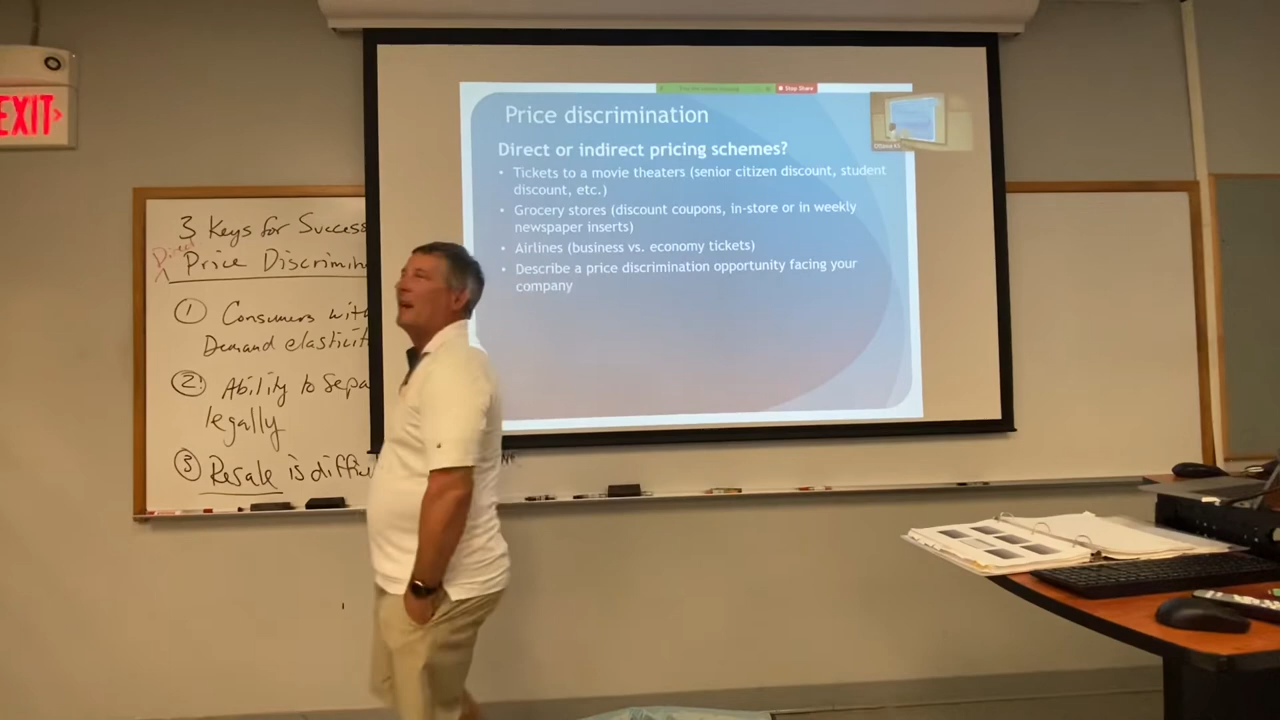 EXIT
3 Keys for Success
Direct
Price Discrimin
① Consumers with
Demand elasticit
② Ability to Sepa
legally
③ Resale is difficu
Stop Share
Price discrimination
Direct or indirect pricing schemes?
• Tickets to a movie theaters (senior citizen discount, student
discount, etc.)
• Grocery stores (discount coupons, in-store or in weekly
newspaper inserts)
• Airlines (business vs. economy tickets)
• Describe a price discrimination opportunity facing your
company
Ottawa KS